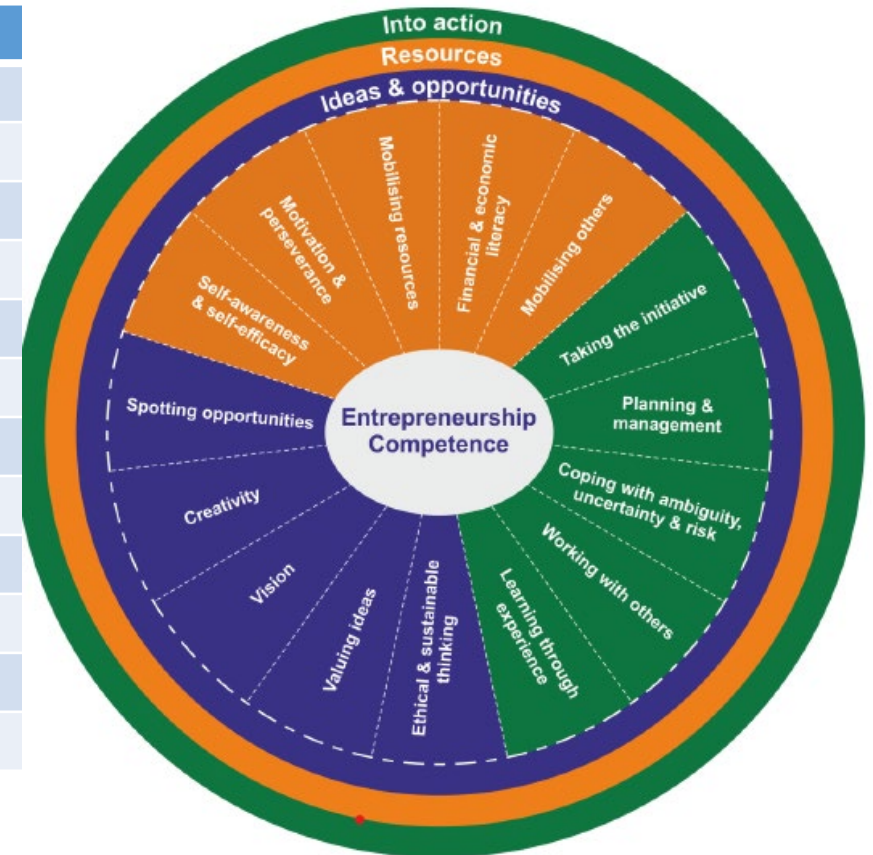 Into action
Resources
Ideas & opportunities
Mobilising resources
Financial & economic
literacy
Mobilising others
Motivation &
perseverance
Self-awareness
& self-efficacy
Taking the initiative
Planning &
management
Coping with ambiguity,
uncertainty & risk
Working with others
Learning through
experience
Ethical & sustainable
thinking
Valuing ideas
Vision
Creativity
Spotting opportunities
Entrepreneurship
Competence